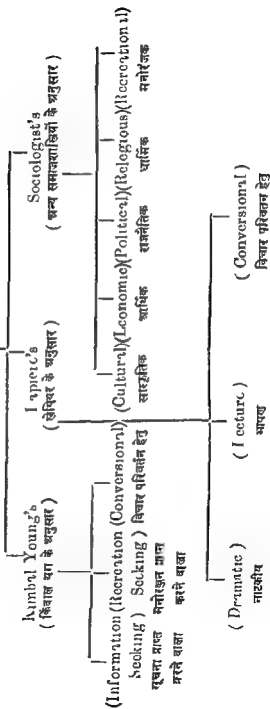 Kimbal Young's
(किंबाल यंग के अनुसार)
Lapiere's
(लेपियर के अनुसार)
Sociologist's
(अन्य समाजशास्त्रियों के अनुसार)
(Information (Recreation (Conversional)
Seeking) Seeking) विचार परिवर्तन हेतु
सूचना प्राप्त मनोरंजन प्राप्त
करने वाला करने वाला
(Cultural)(Economic)(Political)(Relogious)(Recreational)
सांस्कृतिक आर्थिक राजनैतिक धार्मिक मनोरंजक
(Dramatic)
नाटकीय
(Lecture)
भाषण
(Conversional)
विचार परिवर्तन हेतु